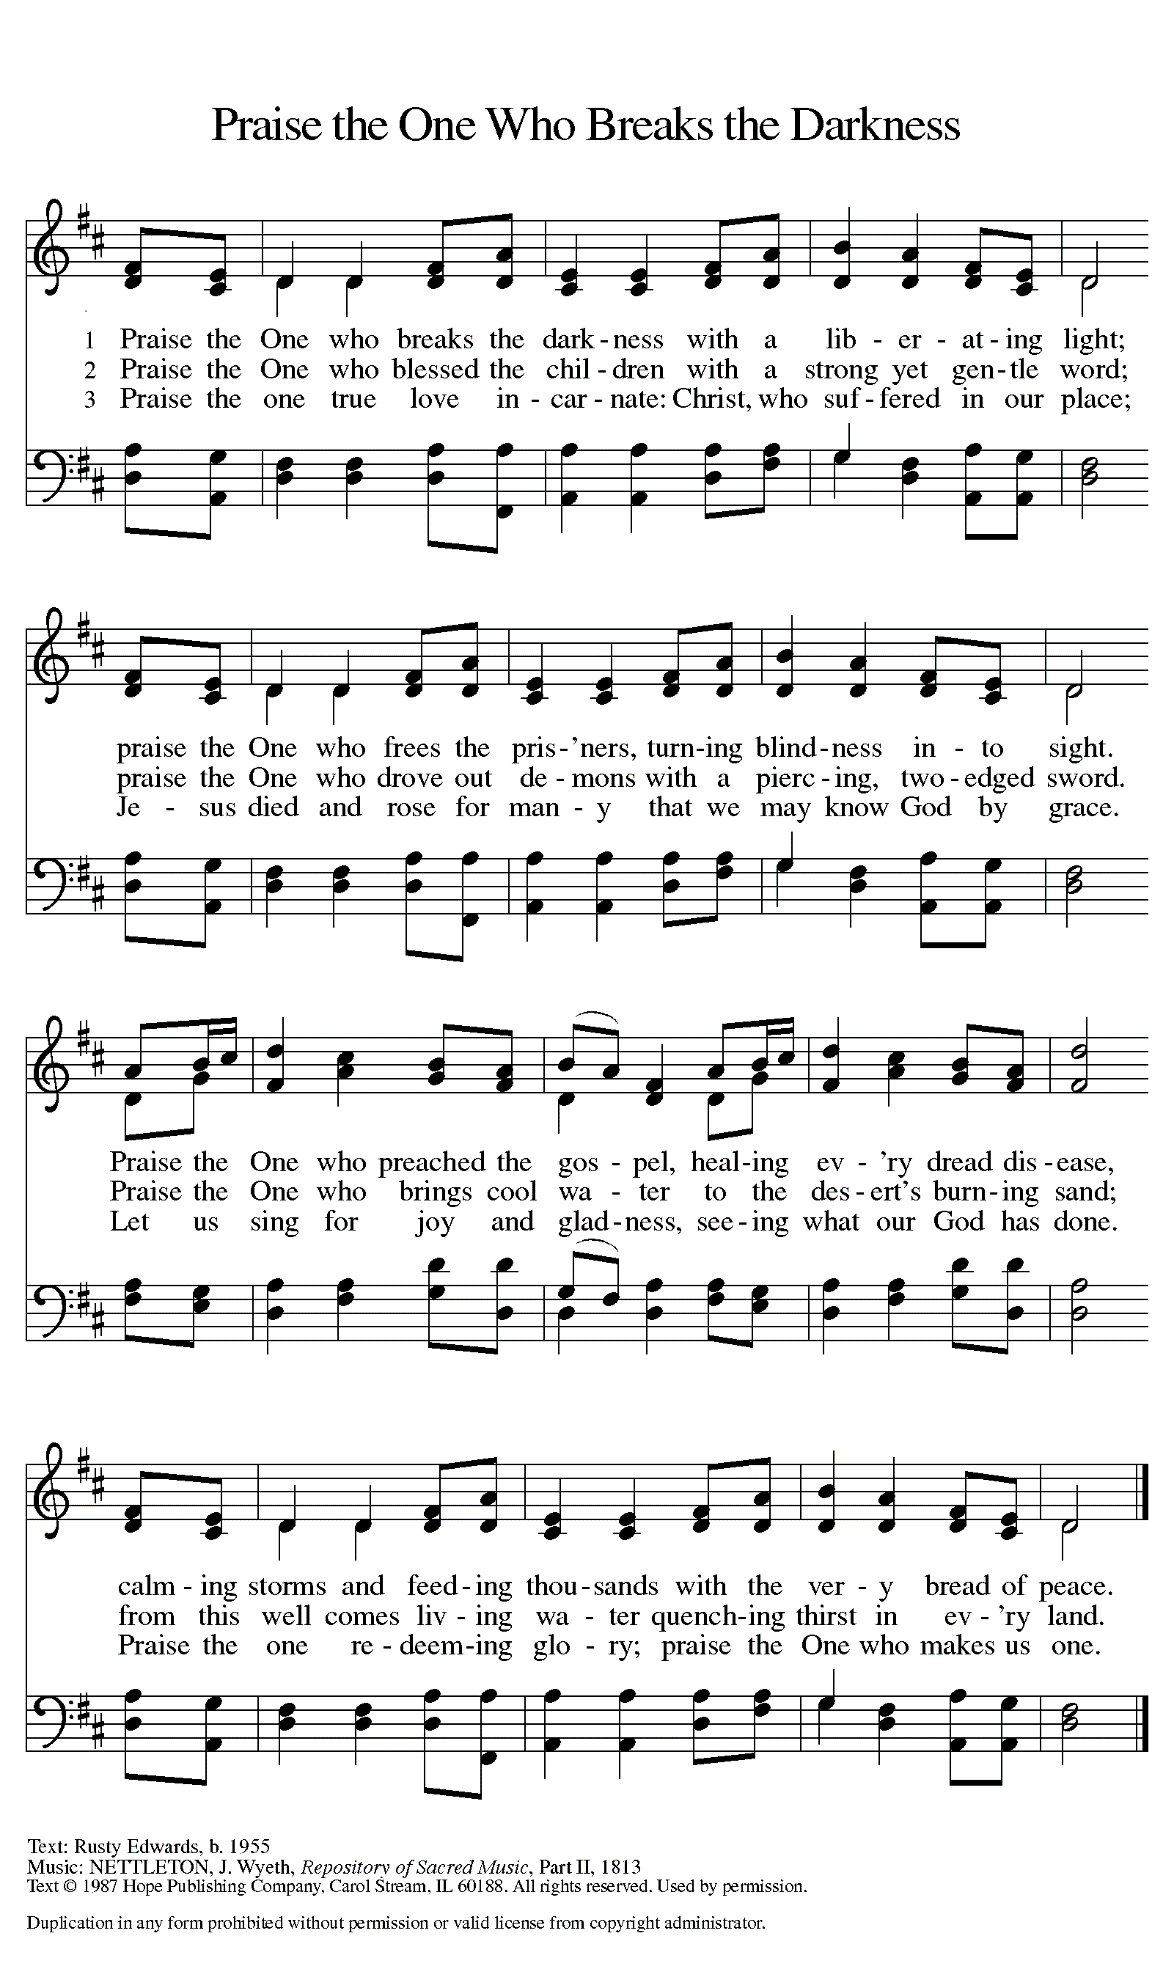 Praise the One Who Breaks the Darkness
1 Praise the One who breaks the dark - ness with a lib - er - at - ing light;
2 Praise the One who blessed the chil - dren with a strong yet gen - tle word;
3 Praise the one true love in - car - nate: Christ, who suf - fered in our place;
praise the One who frees the pris - 'ners, turn - ing blind - ness in - to sight.
praise the One who drove out de - mons with a pierc - ing, two - edged sword.
Je - sus died and rose for man - y that we may know God by grace.
Praise the One who preached the gos - pel, heal - ing ev - 'ry dread dis - ease,
Praise the One who brings cool wa - ter to the des - ert's burn - ing sand;
Let us sing for joy and glad - ness, see - ing what our God has done.
calm - ing storms and feed - ing thou - sands with the ver - y bread of peace.
from this well comes liv - ing wa - ter quench - ing thirst in ev - 'ry land.
Praise the one re - deem - ing glo - ry; praise the One who makes us one.
Text: Rusty Edwards, b. 1955
Music: NETTLETON, J. Wyeth, Repository of Sacred Music, Part II, 1813
Text © 1987 Hope Publishing Company, Carol Stream, IL 60188. All rights reserved. Used by permission.
Duplication in any form prohibited without permission or valid license from copyright administrator.